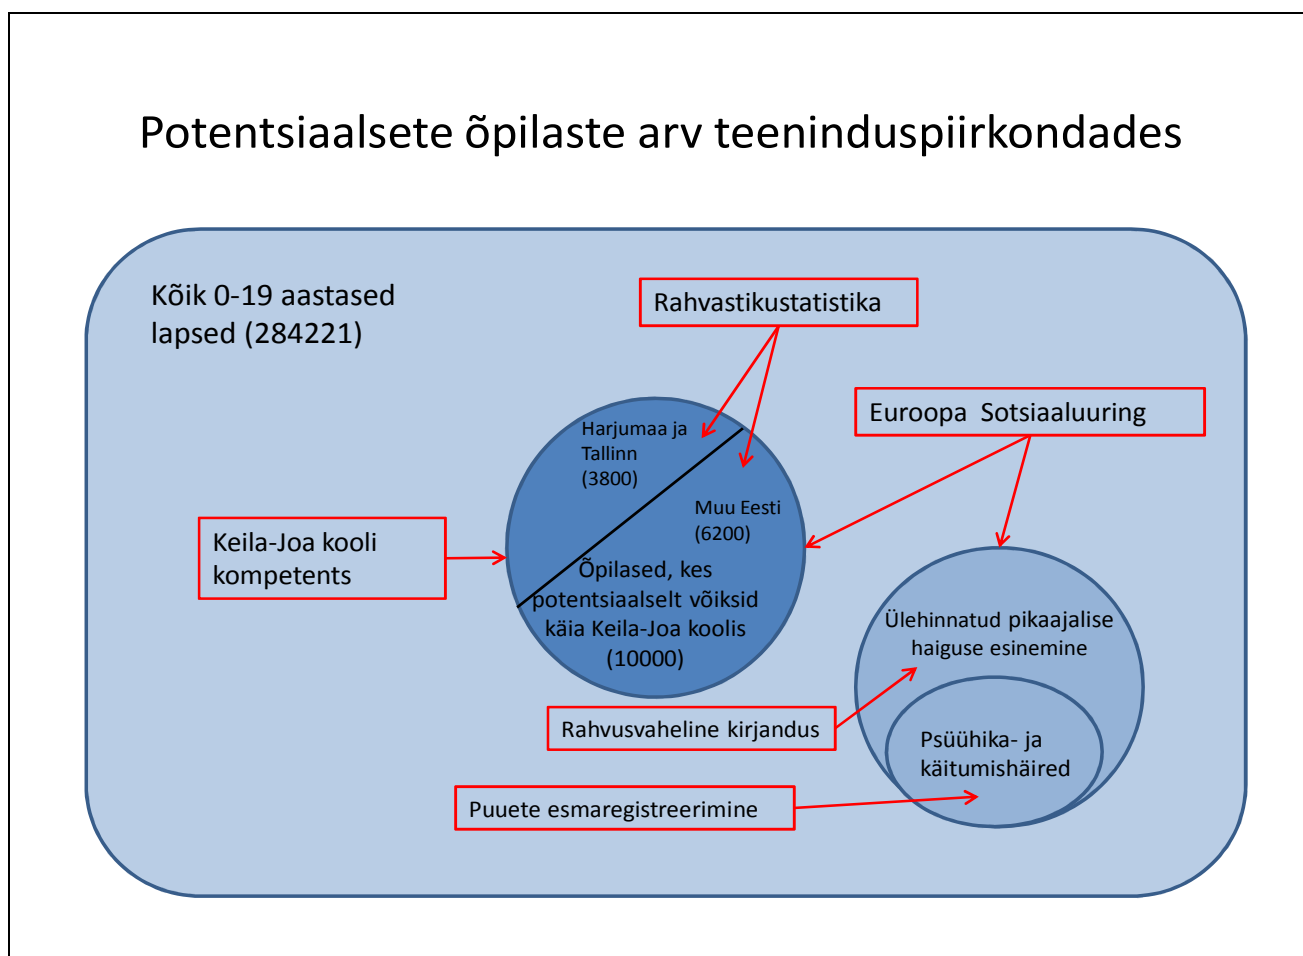 Potentsiaalsete õpilaste arv teeninduspiirkondades
Kõik 0-19 aastased
lapsed (284221)
Rahvastikustatistika
Euroopa Sotsiaaluuring
Harjumaa ja
Tallinn
(3800)
Muu Eesti
(6200)
Keila-Joa kooli
kompetents
Õpilased, kes
potentsiaalselt võiksid
käia Keila-Joa koolis
(10000)
Ülehinnatud pikaajalise
haiguse esinemine
Rahvusvaheline kirjandus
Psüühika- ja
käitumishäired
Puuete esmaregistreerimine